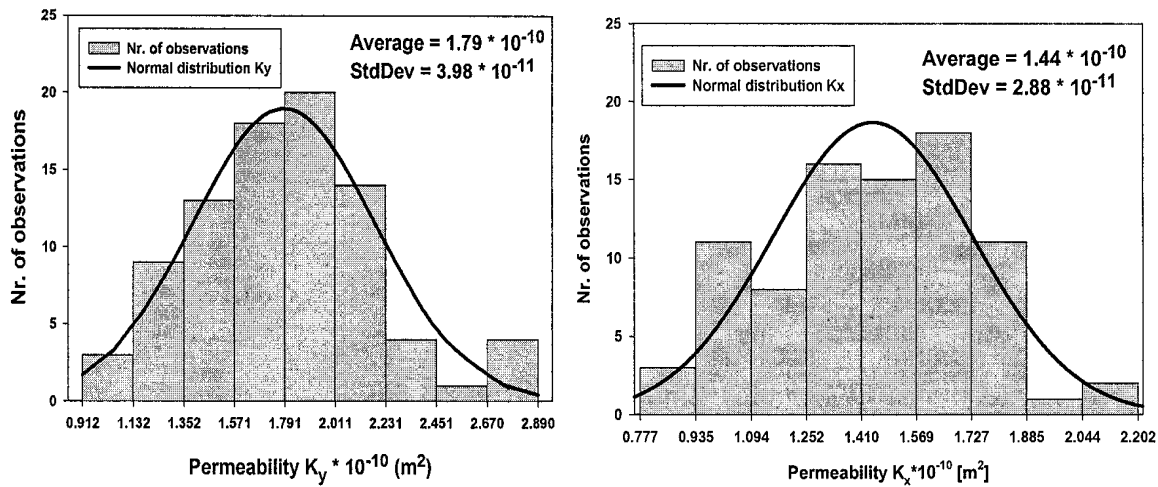 25
20
15
10
5
0
Nr. of observations
Nr. of observations
Normal distribution Ky
Average = 1.79 * 10^-10
StdDev = 3.98 * 10^-11
0.912 1.132 1.352 1.571 1.791 2.011 2.231 2.451 2.670 2.890
Permeability K_y * 10^-10 (m^2)
25
20
15
10
5
0
Nr. of observations
Nr. of observations
Normal distribution Kx
Average = 1.44 * 10^-10
StdDev = 2.88 * 10^-11
0.777 0.935 1.094 1.252 1.410 1.569 1.727 1.885 2.044 2.202
Permeability K_x*10^-10 [m^2]